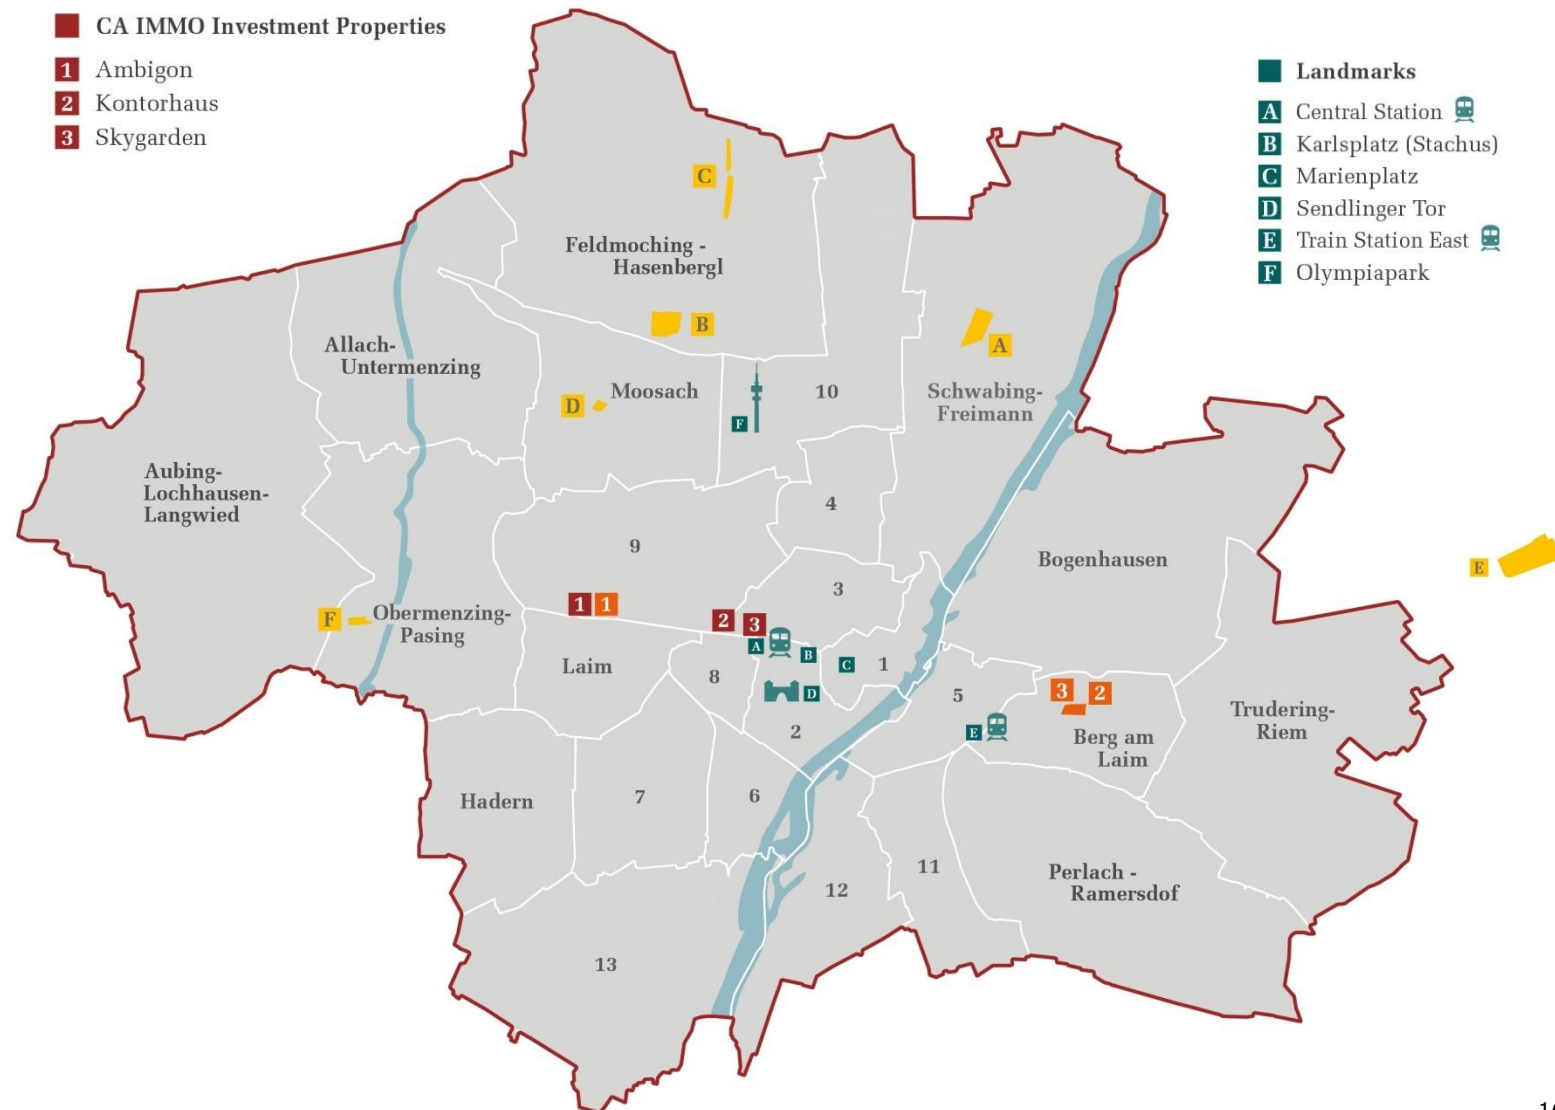 CA IMMO Investment Properties
1 Ambigon
2 Kontorhaus
3 Skygarden
Landmarks
A Central Station
B Karlsplatz (Stachus)
C Marienplatz
D Sendlinger Tor
E Train Station East
F Olympiapark
C
Feldmoching -
Hasenbergl
B
A
Allach-
Untermenzing
D
Moosach
F
10
Schwabing-
Freimann
Aubing-
Lochhausen-
Langwied
4
9
Bogenhausen
E
3
1
1
F
Obermenzing-
Pasing
2
3
A
B
C
1
Laim
8
D
2
5
3
2
E
Berg am
Laim
Trudering-
Riem
Hadern
7
6
11
12
Perlach -
Ramersdof
13